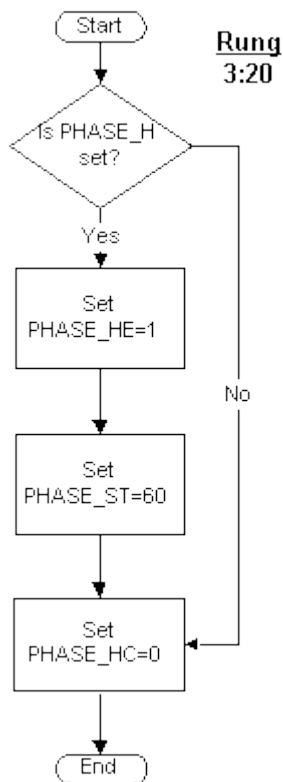 Start
Rung
3:20
Is PHASE_H
set?
Yes
Set
PHASE_HE=1
No
Set
PHASE_ST=60
Set
PHASE_HC=0
End